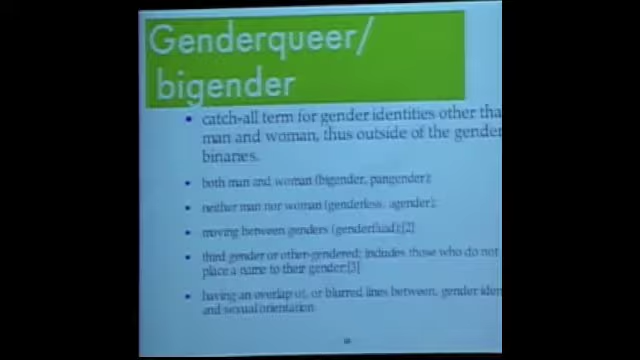 Genderqueer/
bigender
• catch-all term for gender identities other tha
man and woman, thus outside of the gender
binaries.
• both man and woman (bigender, pangender);
• neither man nor woman (genderless, agender);
• moving between genders (genderfluid);[2]
• third gender or other-gendered; includes those who do not
place a name to their gender;[3]
• having an overlap of, or blurred lines between, gender iden
and sexual orientation.